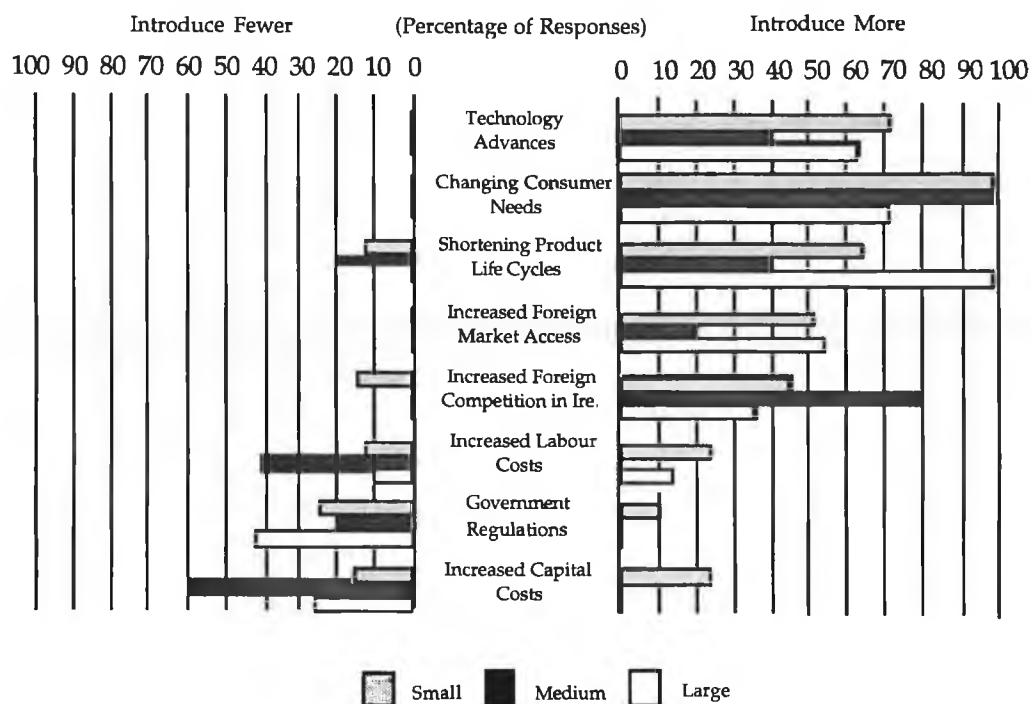 Introduce Fewer (Percentage of Responses) Introduce More
100 90 80 70 60 50 40 30 20 10 0 0 10 20 30 40 50 60 70 80 90 100
Technology
Advances
Changing Consumer
Needs
Shortening Product
Life Cycles
Increased Foreign
Market Access
Increased Foreign
Competition in Ire.
Increased Labour
Costs
Government
Regulations
Increased Capital
Costs
Small Medium Large